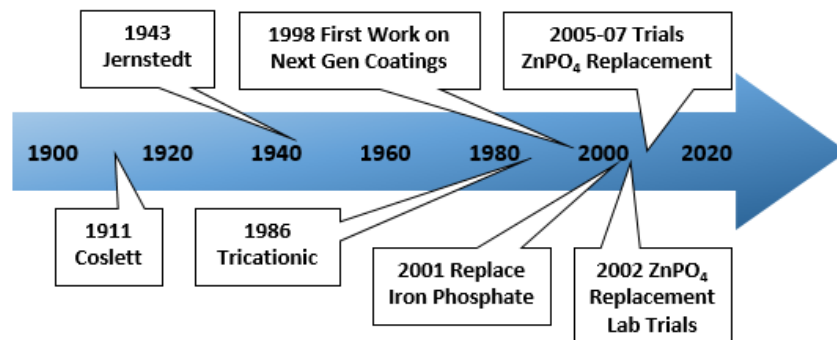 1943
Jernstedt
1998 First Work on
Next Gen Coatings
2005-07 Trials
ZnPO₄ Replacement
1900 1920 1940 1960 1980 2000 2020
1911
Coslett
1986
Tricationic
2001 Replace
Iron Phosphate
2002 ZnPO₄
Replacement
Lab Trials